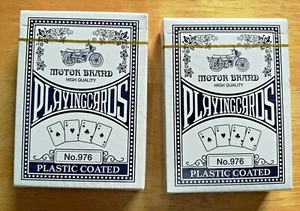 MOTOR BRAND
HIGH QUALITY
PLAYINGCARDS
No.976
PLASTIC COATED
MOTOR BRAND
HIGH QUALITY
PLAYINGCARDS
No.976
PLASTIC COATED